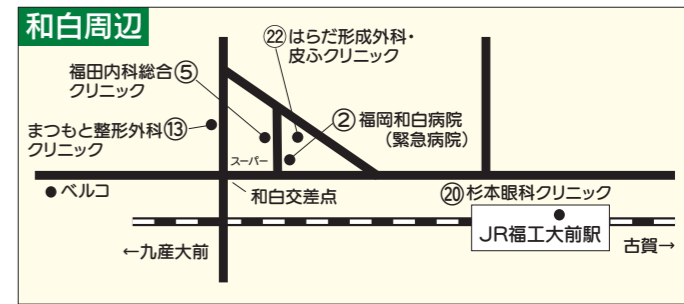 和白周辺
㉒はらだ形成外科・
皮ふクリニック
福田内科総合⑤
クリニック
②福岡和白病院
（緊急病院）
まつもと整形外科⑬
クリニック
スーパー
●ベルコ
和白交差点
⑳杉本眼科クリニック
JR福工大前駅
←九産大前
古賀→